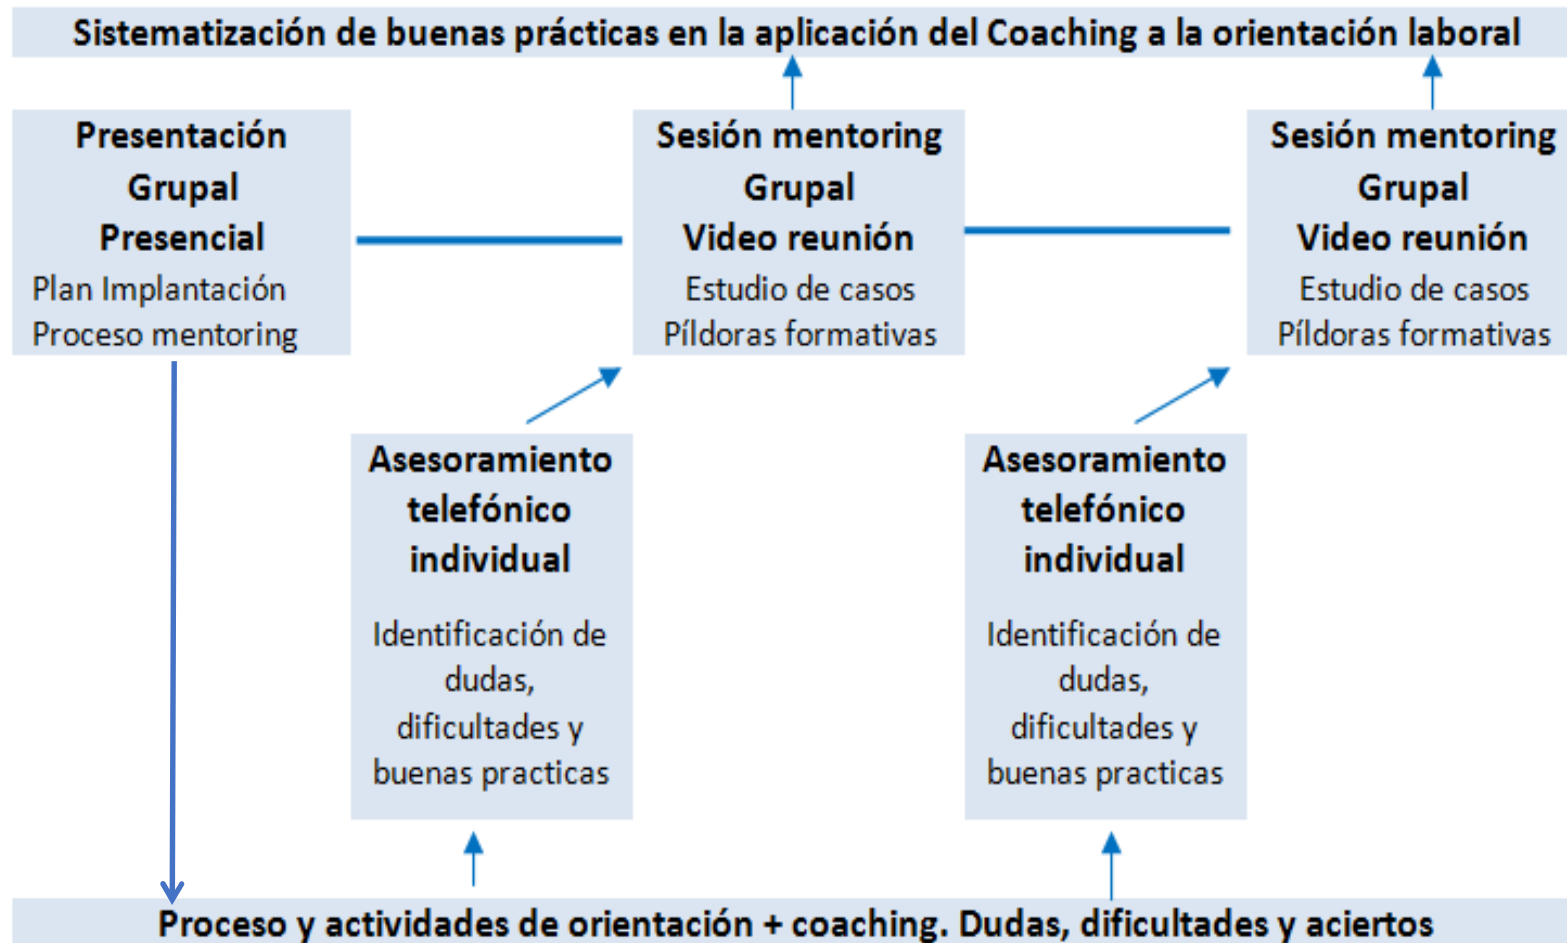 Sistematización de buenas prácticas en la aplicación del Coaching a la orientación laboral
Presentación
Grupal
Presencial
Plan Implantación
Proceso mentoring
Sesión mentoring
Grupal
Video reunión
Estudio de casos
Píldoras formativas
Sesión mentoring
Grupal
Video reunión
Estudio de casos
Píldoras formativas
Asesoramiento
telefónico
individual
Identificación de
dudas,
dificultades y
buenas practicas
Asesoramiento
telefónico
individual
Identificación de
dudas,
dificultades y
buenas practicas
Proceso y actividades de orientación + coaching. Dudas, dificultades y aciertos